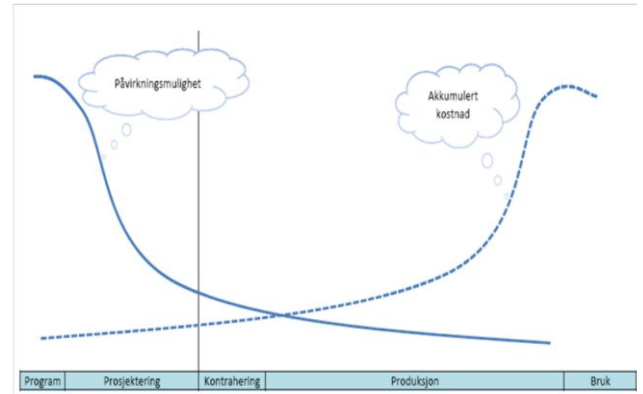 Påvirkningsmulighet
Akkumulert
kostnad
Program Prosjektering Kontrahering Produksjon Bruk